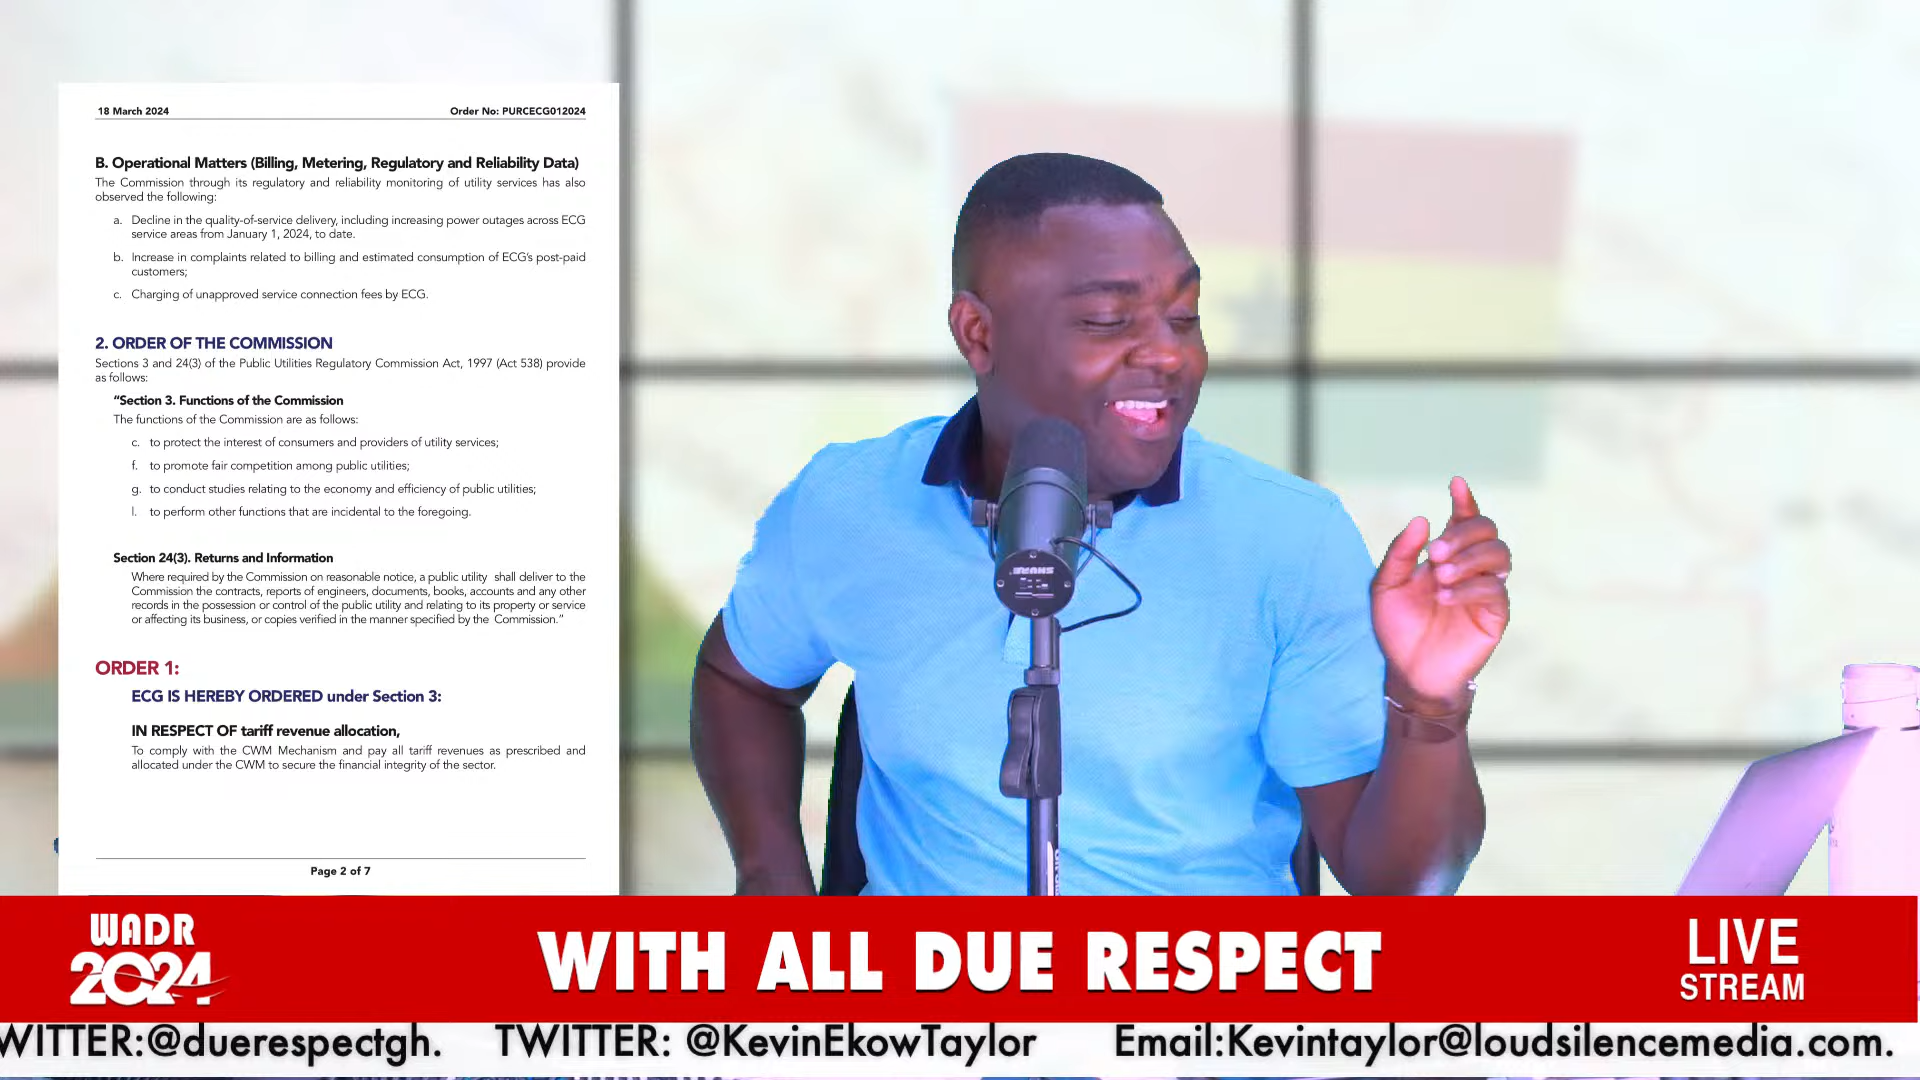 18 March 2024
Order No: PURCECG012024
B. Operational Matters (Billing, Metering, Regulatory and Reliability Data)
The Commission through its regulatory and reliability monitoring of utility services has also
observed the following:
a. Decline in the quality-of-service delivery, including increasing power outages across ECG
service areas from January 1, 2024, to date.
b. Increase in complaints related to billing and estimated consumption of ECG's post-paid
customers;
c. Charging of unapproved service connection fees by ECG.
2. ORDER OF THE COMMISSION
Sections 3 and 24(3) of the Public Utilities Regulatory Commission Act, 1997 (Act 538) provide
as follows:
"Section 3. Functions of the Commission
The functions of the Commission are as follows:
c. to protect the interest of consumers and providers of utility services;
f. to promote fair competition among public utilities;
g. to conduct studies relating to the economy and efficiency of public utilities;
l. to perform other functions that are incidental to the foregoing.
Section 24(3). Returns and Information
Where required by the Commission on reasonable notice, a public utility shall deliver to the
Commission the contracts, reports of engineers, documents, books, accounts and any other
records in the possession or control of the public utility and relating to its property or service
or affecting its business, or copies verified in the manner specified by the Commission."
ORDER 1:
ECG IS HEREBY ORDERED under Section 3:
IN RESPECT OF tariff revenue allocation,
To comply with the CWM Mechanism and pay all tariff revenues as prescribed and
allocated under the CWM to secure the financial integrity of the sector.
Page 2 of 7
SHURE
WADR
2024
WITH ALL DUE RESPECT
LIVE
STREAM
WITTER:@duerespectgh. TWITTER: @KevinEkowTaylor Email:Kevintaylor@loudsilencemedia.com.